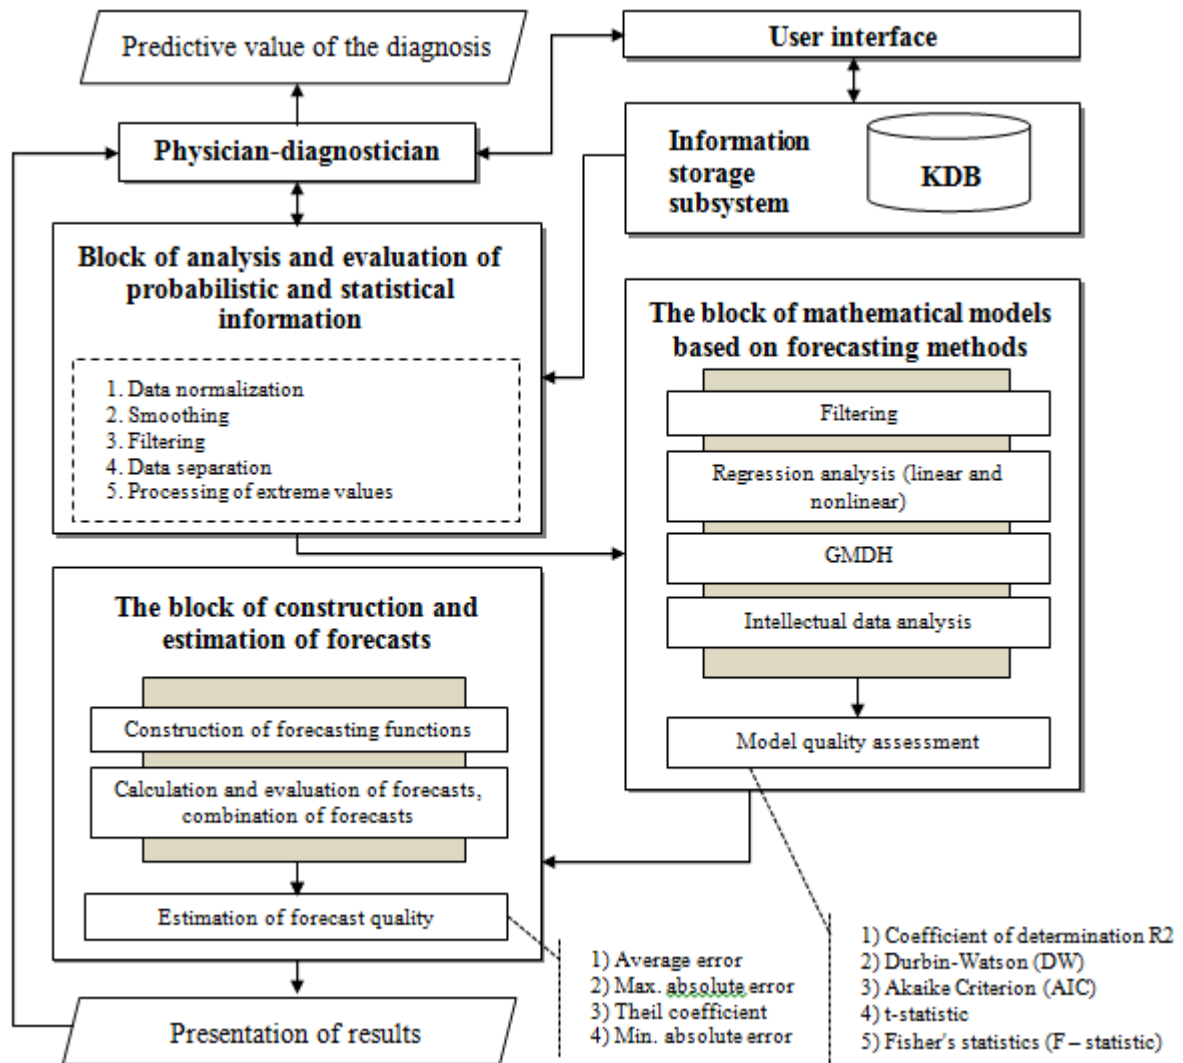 Predictive value of the diagnosis
User interface
Physician-diagnostician
Information
storage
subsystem
KDB
Block of analysis and evaluation of
probabilistic and statistical
information
1. Data normalization
2. Smoothing
3. Filtering
4. Data separation
5. Processing of extreme values
The block of mathematical models
based on forecasting methods
Filtering
Regression analysis (linear and
nonlinear)
GMDH
Intellectual data analysis
Model quality assessment
The block of construction and
estimation of forecasts
Construction of forecasting functions
Calculation and evaluation of forecasts,
combination of forecasts
Estimation of forecast quality
1) Average error
2) Max. absolute error
3) Theil coefficient
4) Min. absolute error
1) Coefficient of determination R2
2) Durbin-Watson (DW)
3) Akaike Criterion (AIC)
4) t-statistic
5) Fisher's statistics (F – statistic)
Presentation of results